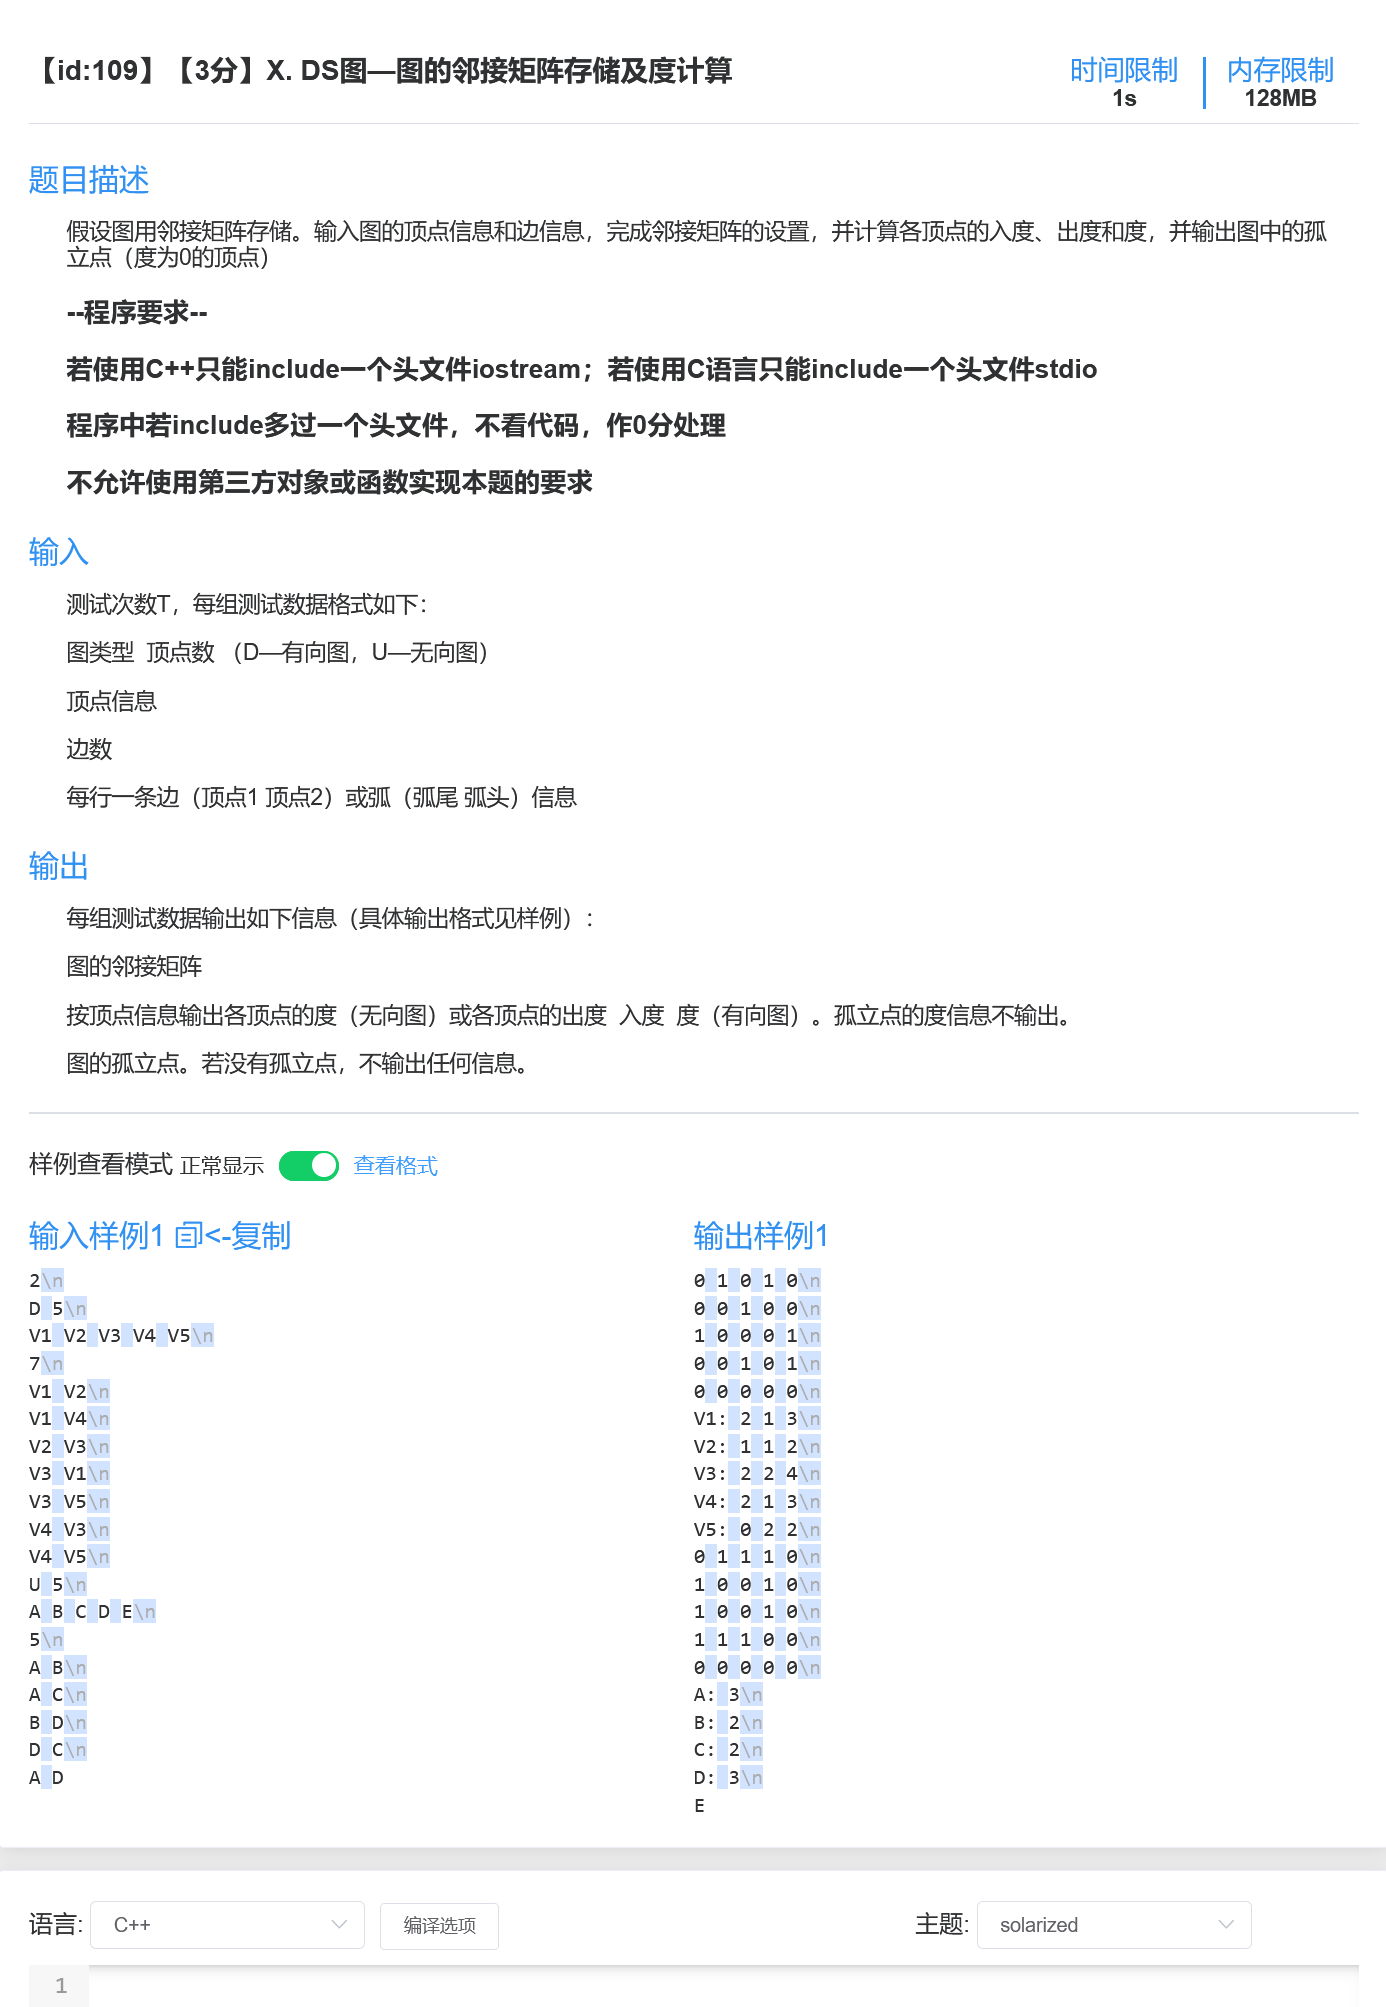 【id:109】【3分】X. DS图—图的邻接矩阵存储及度计算
时间限制
1s
内存限制
128MB
题目描述
假设图用邻接矩阵存储。输入图的顶点信息和边信息，完成邻接矩阵的设置，并计算各顶点的入度、出度和度，并输出图中的孤
立点（度为0的顶点）
--程序要求--
若使用C++只能include一个头文件iostream；若使用C语言只能include一个头文件stdio
程序中若include多过一个头文件，不看代码，作0分处理
不允许使用第三方对象或函数实现本题的要求
输入
测试次数T，每组测试数据格式如下：
图类型  顶点数 （D—有向图，U—无向图）
顶点信息
边数
每行一条边（顶点1 顶点2）或弧（弧尾 弧头）信息
输出
每组测试数据输出如下信息（具体输出格式见样例）：
图的邻接矩阵
按顶点信息输出各顶点的度（无向图）或各顶点的出度  入度  度（有向图）。孤立点的度信息不输出。
图的孤立点。若没有孤立点，不输出任何信息。
样例查看模式 正常显示 查看格式
输入样例1 <-复制
2\n
D 5\n
V1 V2 V3 V4 V5\n
7\n
V1 V2\n
V1 V4\n
V2 V3\n
V3 V1\n
V3 V5\n
V4 V3\n
V4 V5\n
U 5\n
A B C D E\n
5\n
A B\n
A C\n
B D\n
D C\n
A D
输出样例1
0 1 0 1 0\n
0 0 1 0 0\n
1 0 0 0 1\n
0 0 1 0 1\n
0 0 0 0 0\n
V1: 2 1 3\n
V2: 1 1 2\n
V3: 2 2 4\n
V4: 2 1 3\n
V5: 0 2 2\n
0 1 1 1 0\n
1 0 0 1 0\n
1 0 0 1 0\n
1 1 1 0 0\n
0 0 0 0 0\n
A: 3\n
B: 2\n
C: 2\n
D: 3\n
E
语言: C++ 编译选项
主题: solarized
1